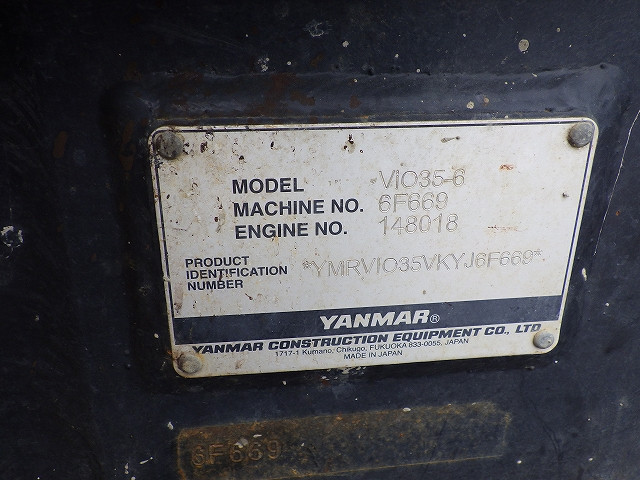 MODEL ViO35-6
MACHINE NO. 6F669
ENGINE NO. 148018
PRODUCT
IDENTIFICATION
NUMBER
*YMRVIO35VKYJ6F669*
YANMAR®
YANMAR CONSTRUCTION EQUIPMENT CO., LTD
1717-1 Kumano, Chikugo, FUKUOKA 833-0055, JAPAN
MADE IN JAPAN
6F669